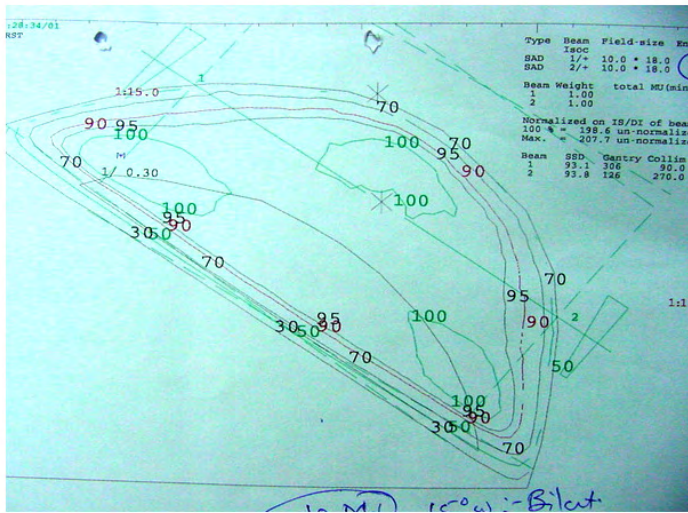 :28:34/01
RST
Type Beam Field-size En
Isoc
SAD 1/+ 10.0 * 18.0
SAD 2/+ 10.0 * 18.0
Beam Weight total MU(min
1 1.00
2 1.00
Normalized on IS/DI of bea
100 % = 198.6 un-normaliz
Max. = 207.7 un-normaliz
Beam SSD Gantry Collim
1 93.1 306 90.0
2 93.8 126 270.0
1
1:15.0
70
90 95
100
100
70
95
90
70
1/ 0.30
100
100
95
90
30 50
70
70
95
90
100
95
90
2
1:1
30 50
70
50
100
95
90
30 50
70
Bilat